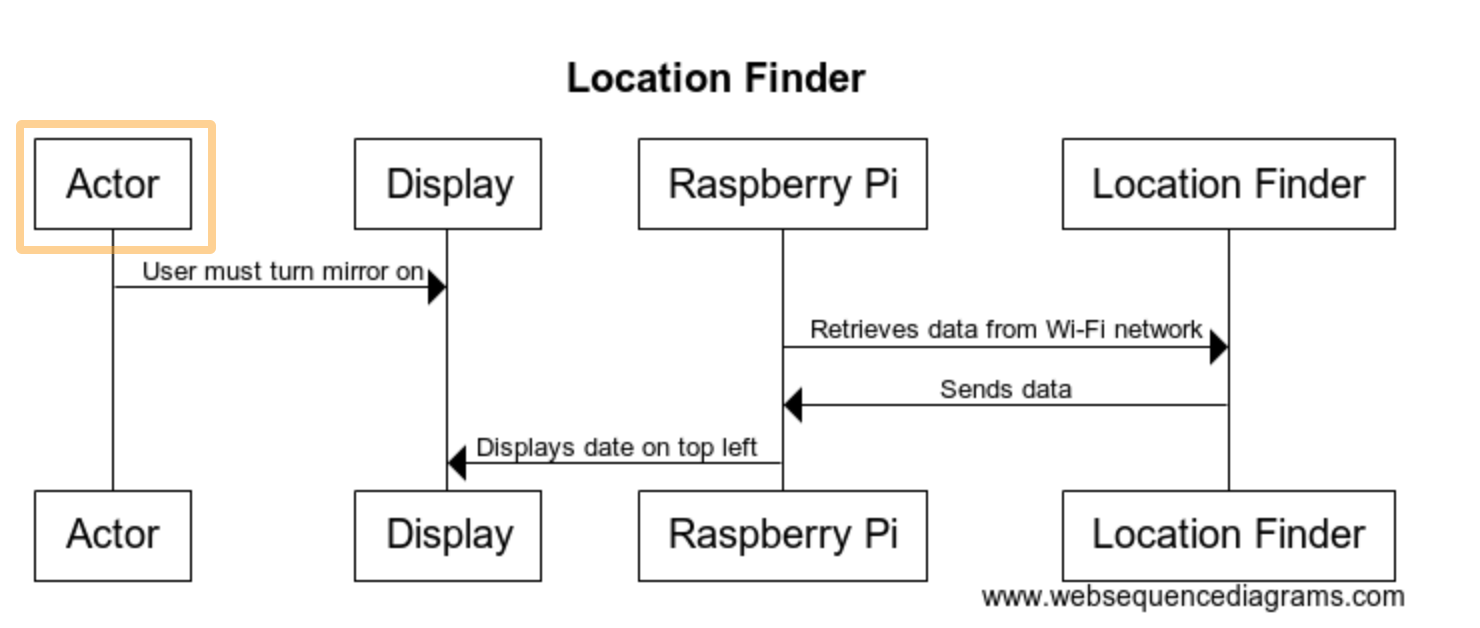 Location Finder
Actor
Display
Raspberry Pi
Location Finder
User must turn mirror on
Retrieves data from Wi-Fi network
Sends data
Displays date on top left
Actor
Display
Raspberry Pi
Location Finder
www.websequencediagrams.com